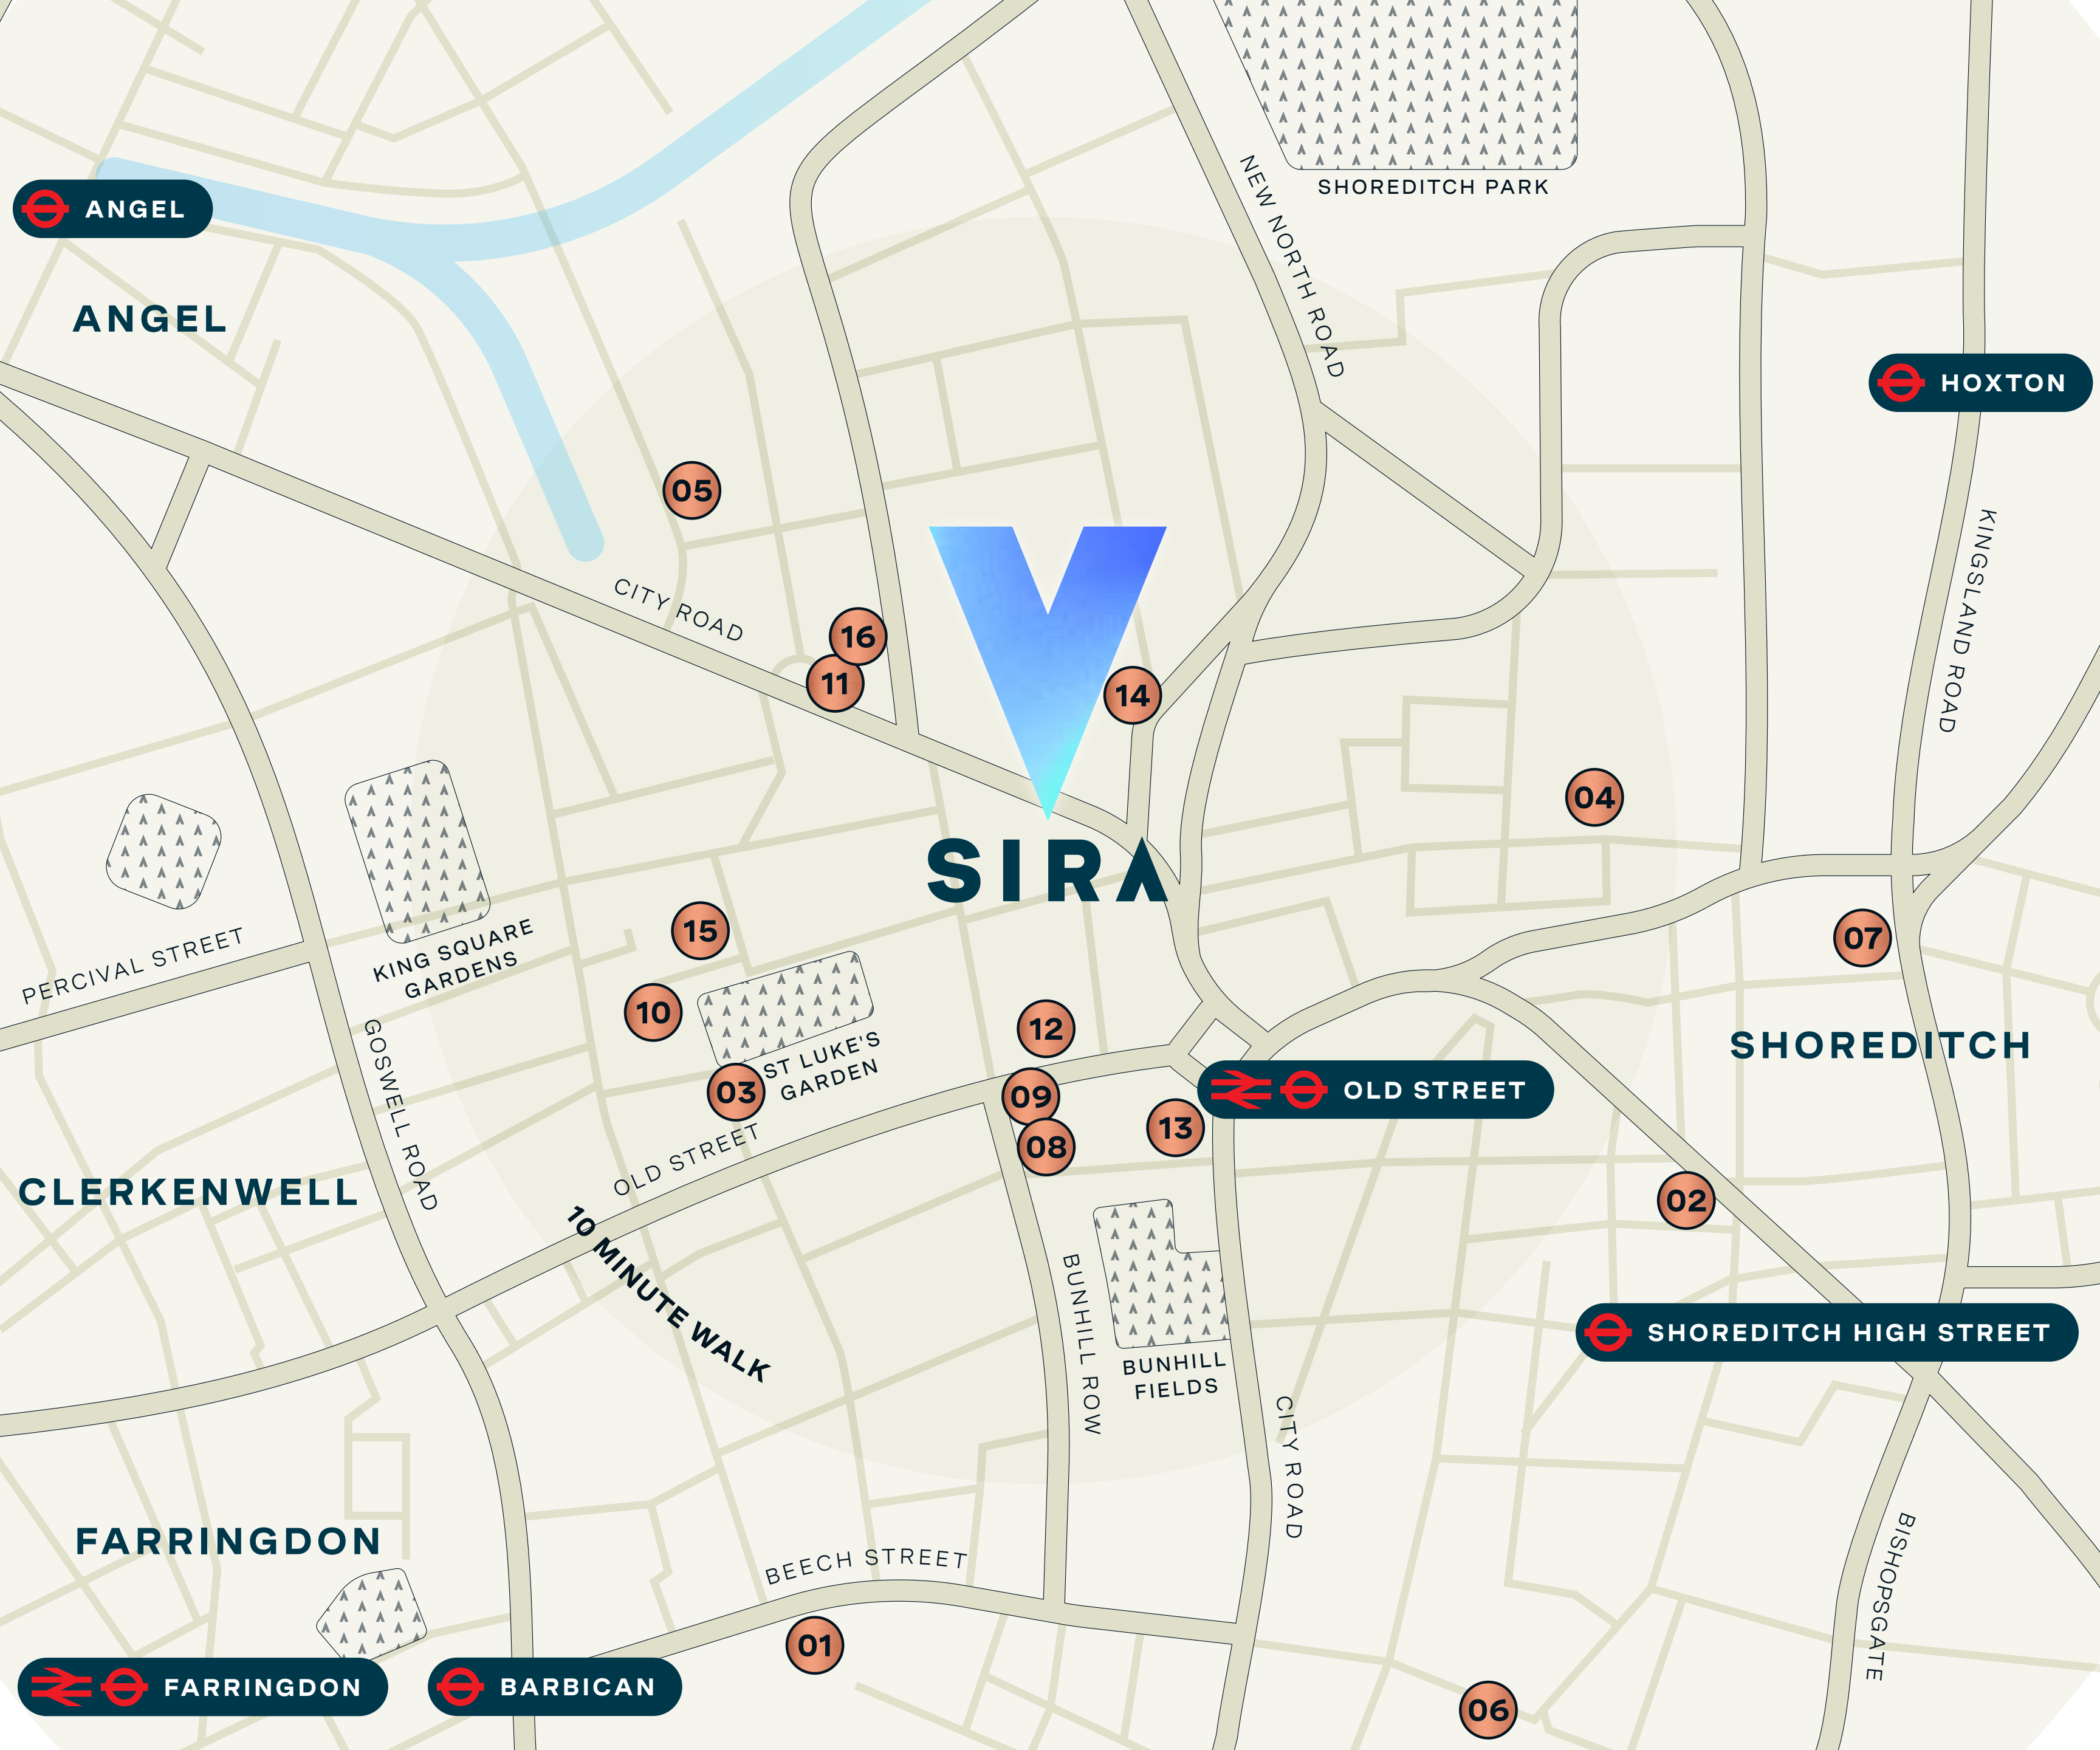 SHOREDITCH PARK
NEW NORTH ROAD
ANGEL
ANGEL
HOXTON
05
KINGSLAND ROAD
CITY ROAD
16
11
14
04
SIRA
15
07
PERCIVAL STREET
KING SQUARE
GARDENS
10
12
ST LUKE'S
GARDEN
SHOREDITCH
GOSWELL ROAD
03
09
OLD STREET
08
13
OLD STREET
CLERKENWELL
02
10 MINUTE WALK
BUNHILL ROW
SHOREDITCH HIGH STREET
BUNHILL
FIELDS
CITY ROAD
FARRINGDON
BEECH STREET
BISHOPSGATE
01
FARRINGDON
BARBICAN
06